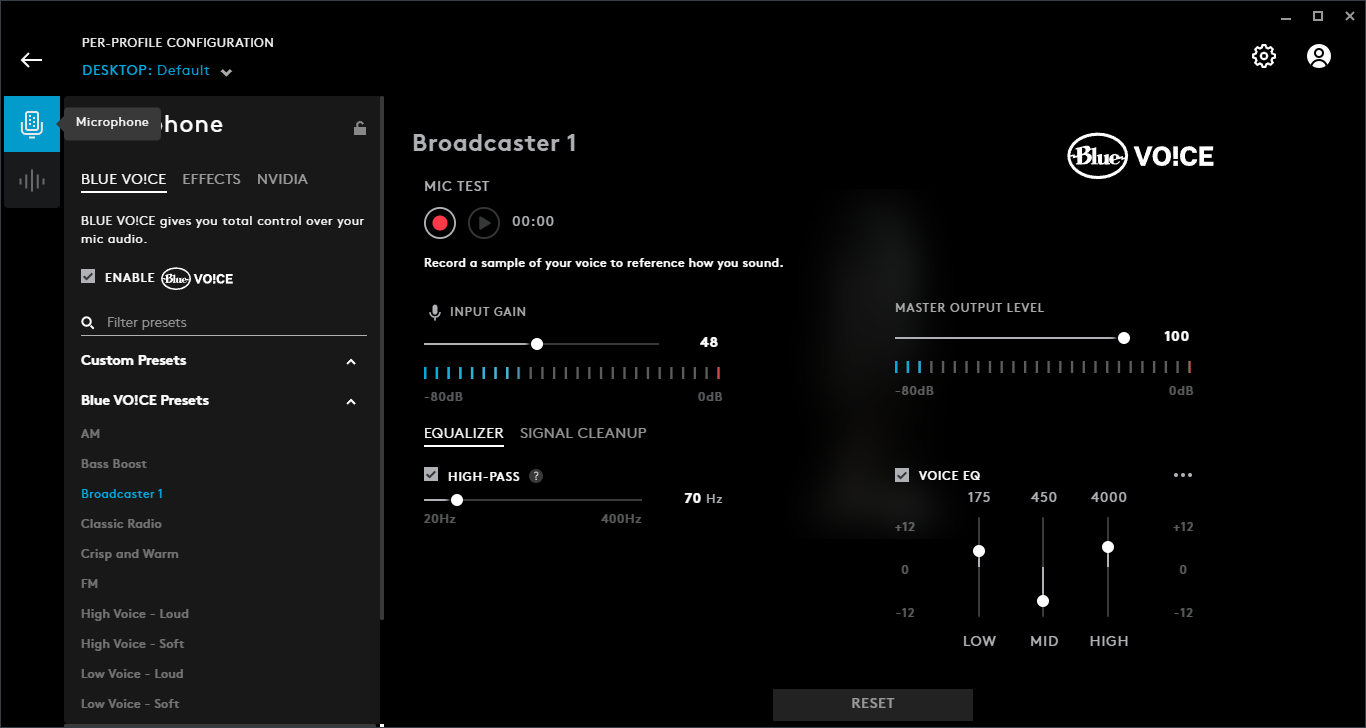 PER-PROFILE CONFIGURATION
DESKTOP: Default
Microphone
phone
BLUE VO!CE EFFECTS NVIDIA
BLUE VO!CE gives you total control over your
mic audio.
ENABLE Blue VO!CE
Filter presets
Custom Presets
Blue VO!CE Presets
AM
Bass Boost
Broadcaster 1
Classic Radio
Crisp and Warm
FM
High Voice - Loud
High Voice - Soft
Low Voice - Loud
Low Voice - Soft
Broadcaster 1
Blue VO!CE
MIC TEST
00:00
Record a sample of your voice to reference how you sound.
INPUT GAIN
48
-80dB 0dB
MASTER OUTPUT LEVEL
100
-80dB 0dB
EQUALIZER SIGNAL CLEANUP
HIGH-PASS ?
70 Hz
20Hz 400Hz
VOICE EQ
175 450 4000
+12 +12
0 0
-12 -12
LOW MID HIGH
RESET